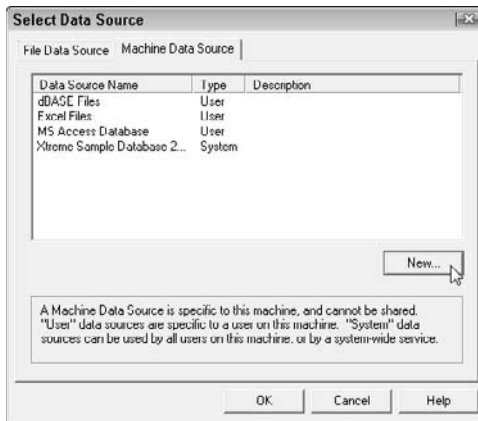 Select Data Source
File Data Source Machine Data Source
Data Source Name Type Description
dBASE Files User
Excel Files User
MS Access Database User
Xtreme Sample Database 2... System
New...
A Machine Data Source is specific to this machine, and cannot be shared.
"User" data sources are specific to a user on this machine. "System" data
sources can be used by all users on this machine, or by a system-wide service.
OK Cancel Help